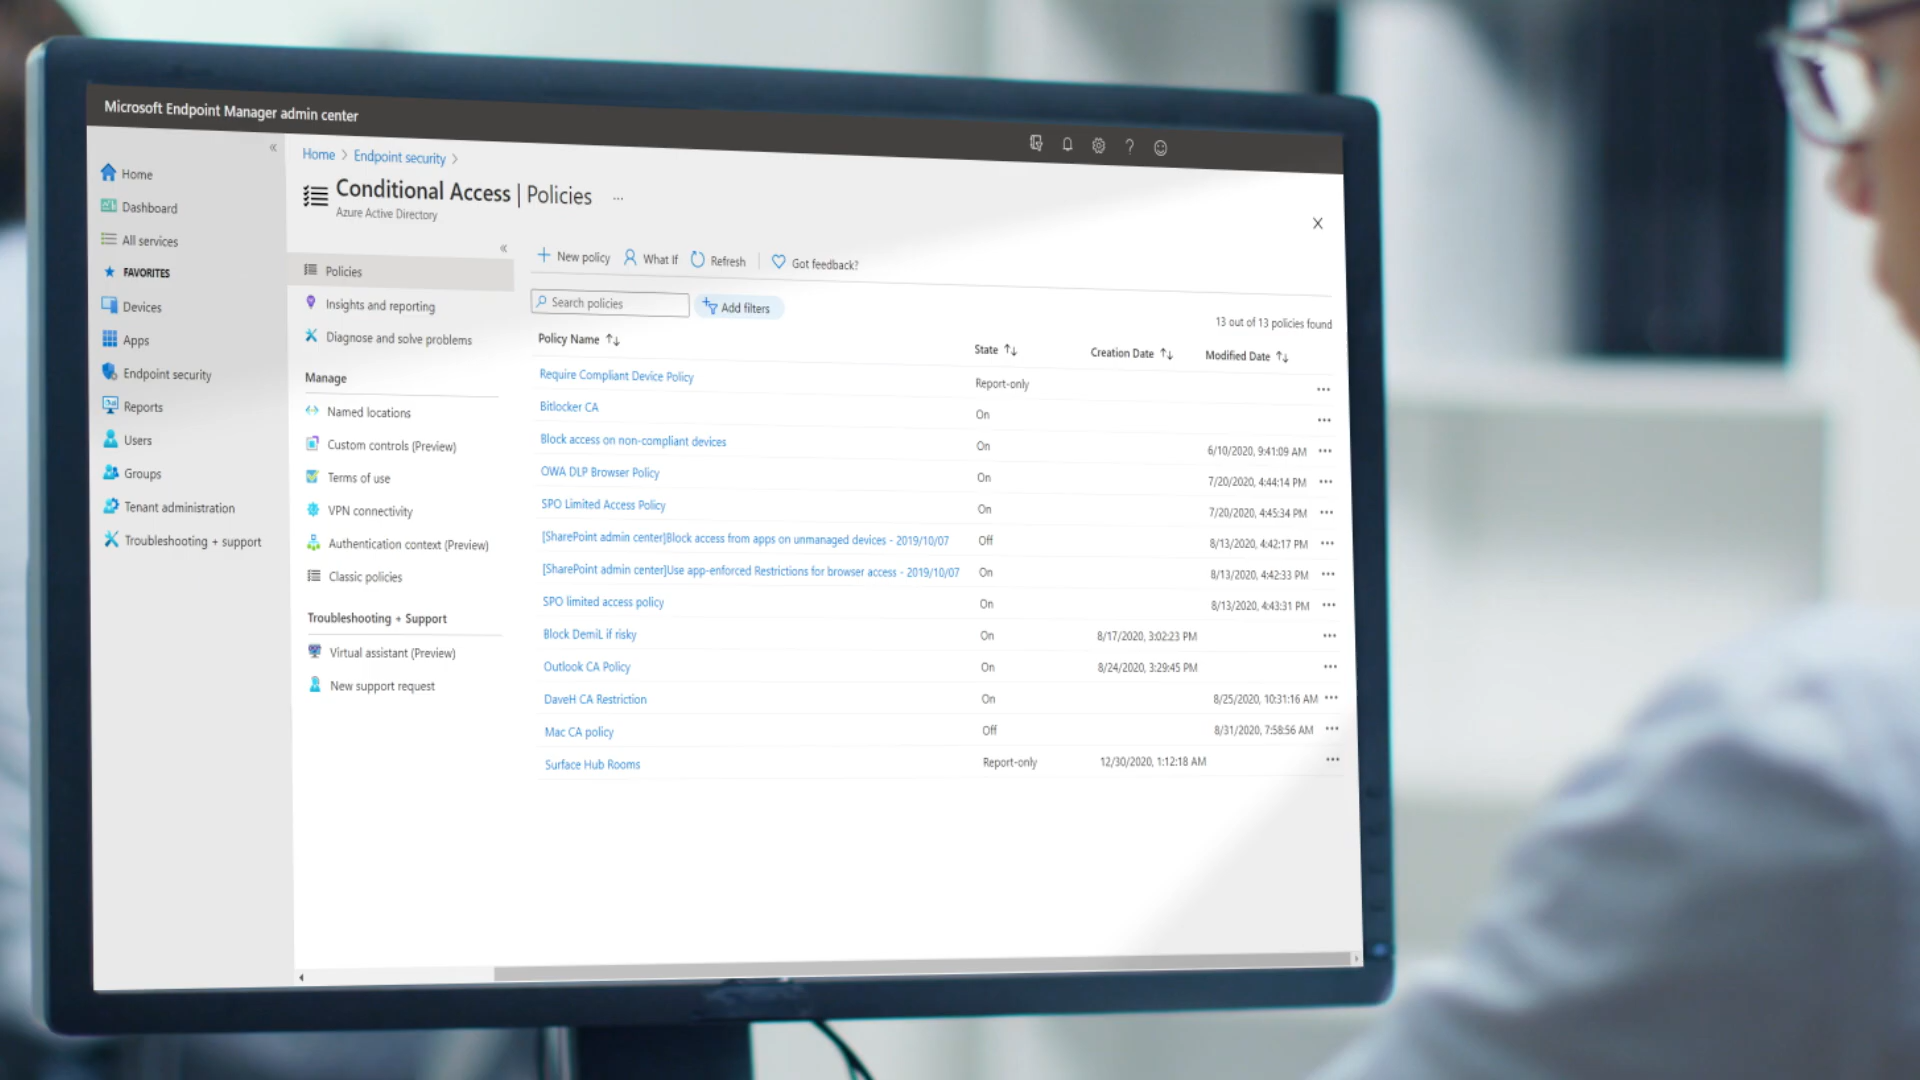 Microsoft Endpoint Manager admin center
Home
Dashboard
All services
FAVORITES
Devices
Apps
Endpoint security
Reports
Users
Groups
Tenant administration
Troubleshooting + support
Home > Endpoint security >
Conditional Access | Policies ...
Azure Active Directory
Policies
Insights and reporting
Diagnose and solve problems
Manage
Named locations
Custom controls (Preview)
Terms of use
VPN connectivity
Authentication context (Preview)
Classic policies
Troubleshooting + Support
Virtual assistant (Preview)
New support request
New policy What If Refresh Got feedback?
Search policies Add filters
13 out of 13 policies found
Policy Name State Creation Date Modified Date
Require Compliant Device Policy Report-only
Bitlocker CA On
Block access on non-compliant devices On 6/10/2020, 9:41:09 AM
OWA DLP Browser Policy On 7/20/2020, 4:44:14 PM
SPO Limited Access Policy On 7/20/2020, 4:45:34 PM
[SharePoint admin center]Block access from apps on unmanaged devices - 2019/10/07 Off 8/13/2020, 4:42:17 PM
[SharePoint admin center]Use app-enforced Restrictions for browser access - 2019/10/07 On 8/13/2020, 4:42:33 PM
SPO limited access policy On 8/13/2020, 4:43:31 PM
Block DemiL if risky On 8/17/2020, 3:02:23 PM
Outlook CA Policy On 8/24/2020, 3:29:45 PM
DaveH CA Restriction On 8/25/2020, 10:31:16 AM
Mac CA policy Off 8/31/2020, 7:58:56 AM
Surface Hub Rooms Report-only 12/30/2020, 1:12:18 AM